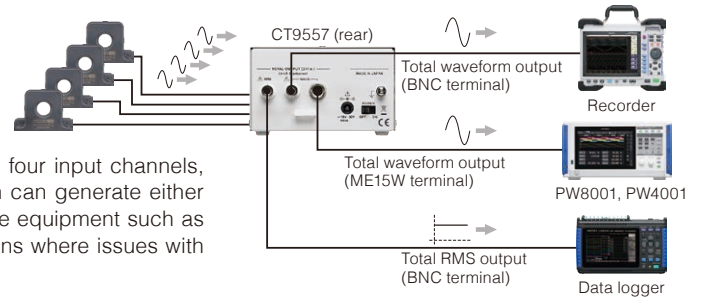 CT9557 (rear)
MADE IN JAPAN
Total waveform output
(BNC terminal)
Recorder
four input channels,
n can generate either
e equipment such as
ns where issues with
Total waveform output
(ME15W terminal)
PW8001, PW4001
Total RMS output
(BNC terminal)
Data logger